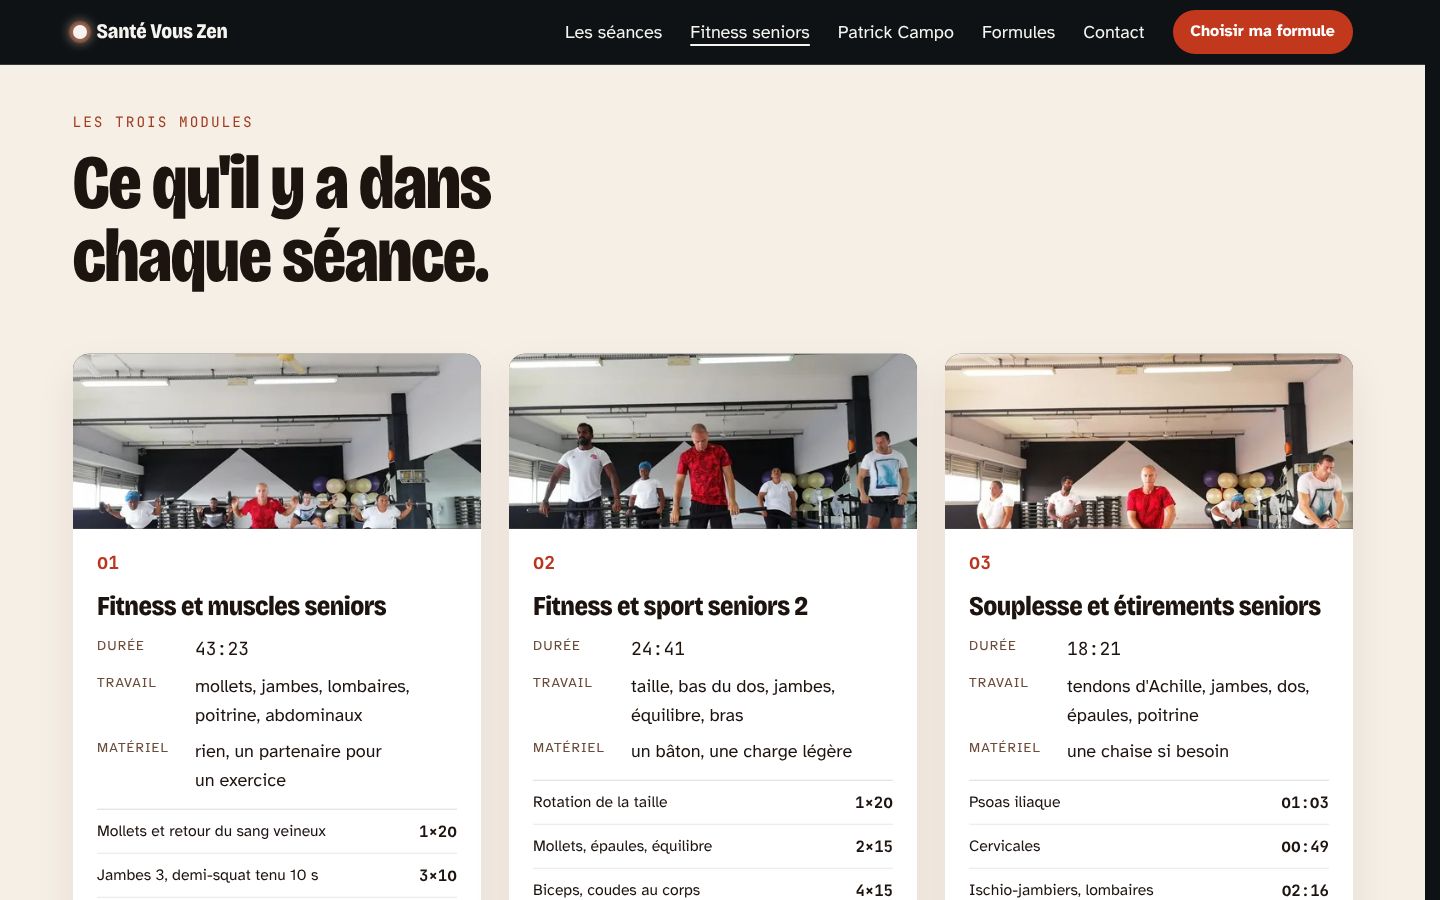 Santé Vous Zen
Les séances
Fitness seniors
Patrick Campo
Formules
Contact
Choisir ma formule
LES TROIS MODULES
Ce qu'il y a dans
chaque séance.
01
Fitness et muscles seniors
DURÉE 43:23
TRAVAIL mollets, jambes, lombaires,
poitrine, abdominaux
MATÉRIEL rien, un partenaire pour
un exercice
Mollets et retour du sang veineux 1×20
Jambes 3, demi-squat tenu 10 s 3×10
02
Fitness et sport seniors 2
DURÉE 24:41
TRAVAIL taille, bas du dos, jambes,
équilibre, bras
MATÉRIEL un bâton, une charge légère
Rotation de la taille 1×20
Mollets, épaules, équilibre 2×15
Biceps, coudes au corps 4×15
03
Souplesse et étirements seniors
DURÉE 18:21
TRAVAIL tendons d'Achille, jambes, dos,
épaules, poitrine
MATÉRIEL une chaise si besoin
Psoas iliaque 01:03
Cervicales 00:49
Ischio-jambiers, lombaires 02:16